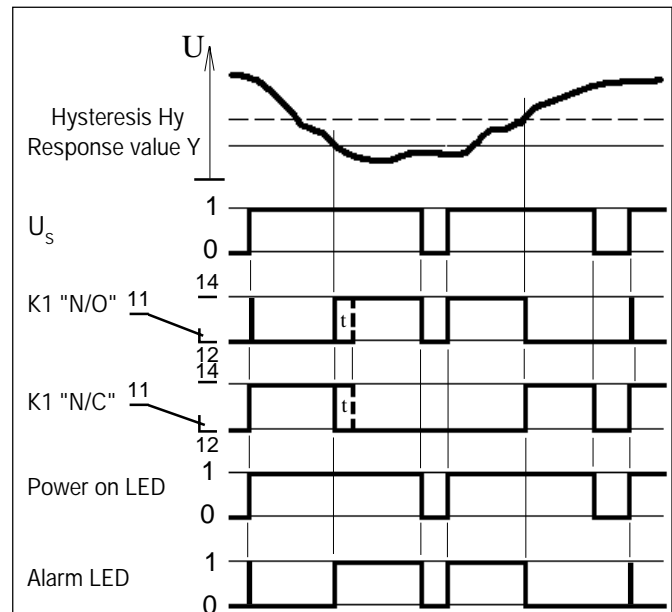 U
Hysteresis Hy
Response value Y
1
U_S
0
14
K1 "N/O" 11
t
12
14
K1 "N/C" 11
t
12
1
Power on LED
0
1
Alarm LED
0